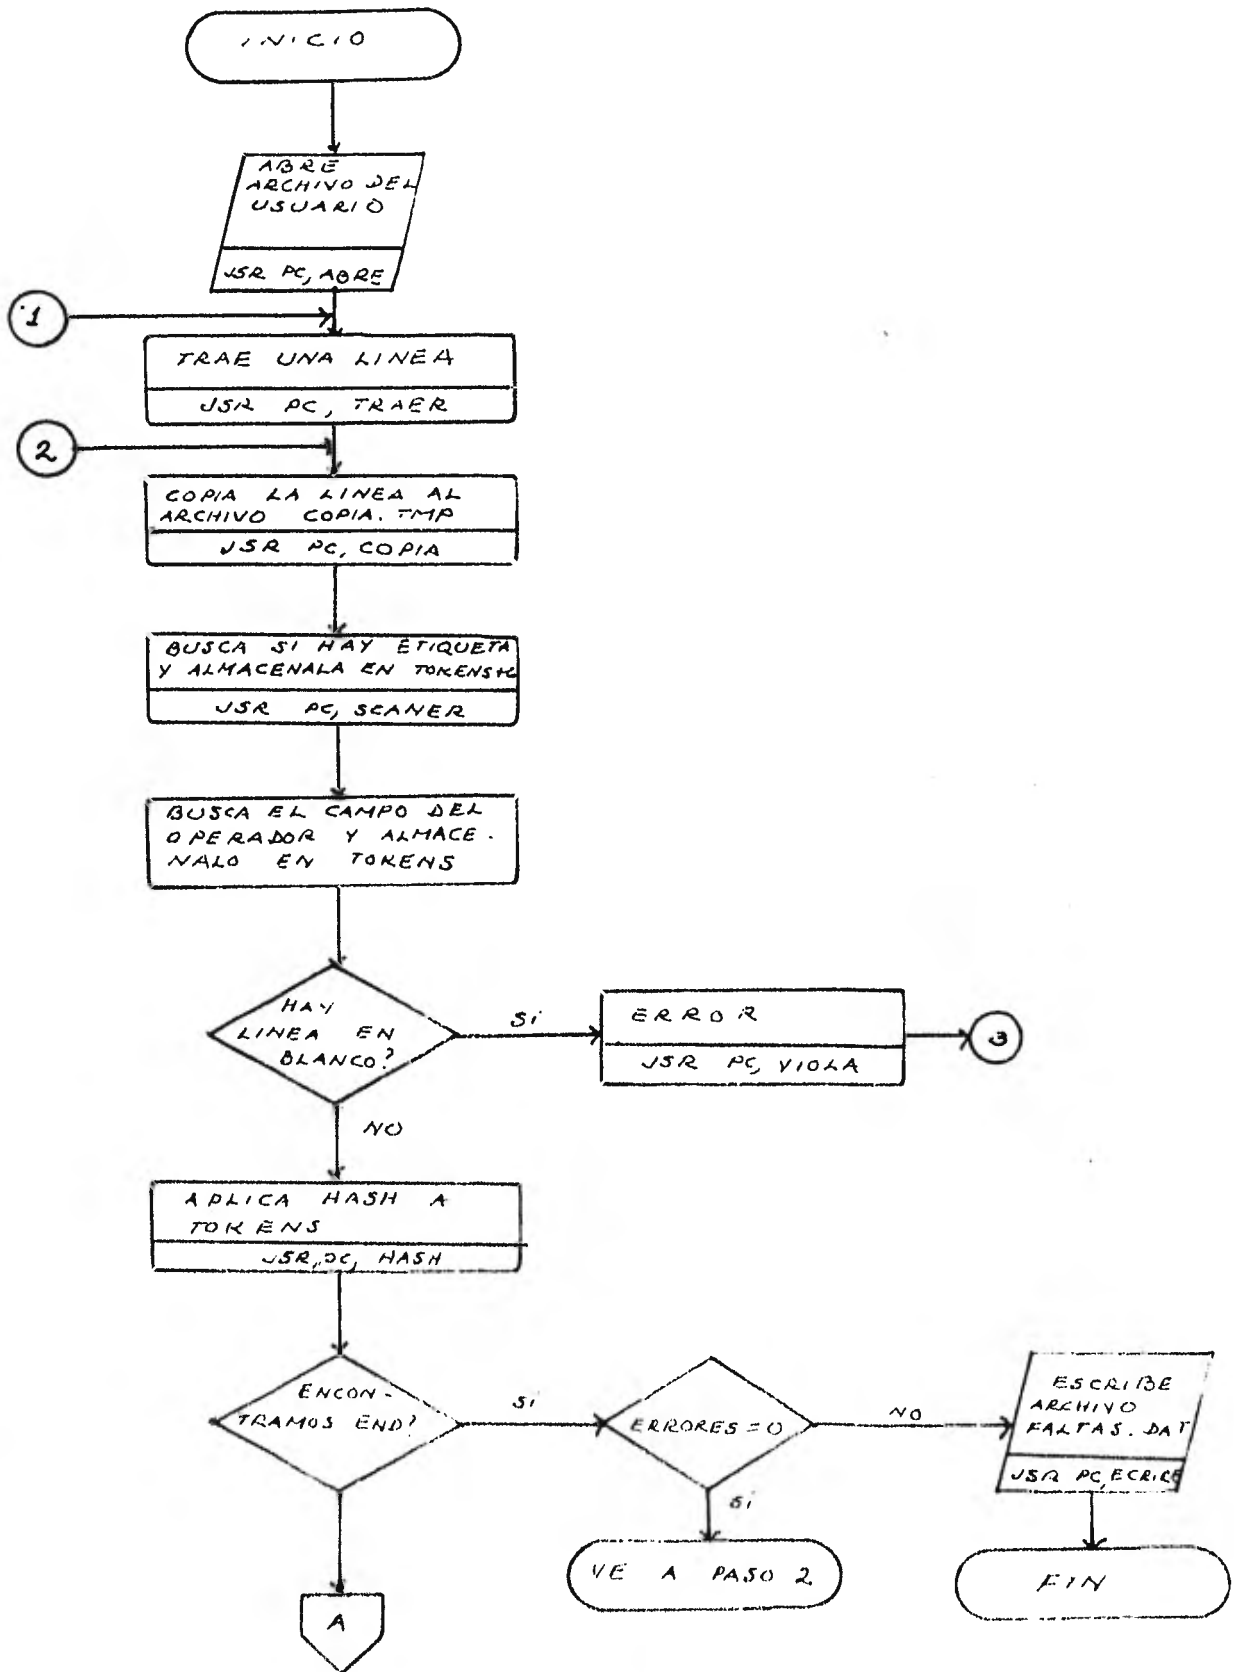 INICIO
ABRE
ARCHIVO DEL
USUARIO
JSR PC, ABRE
1
TRAE UNA LINEA
JSR PC, TRAER
2
COPIA LA LINEA AL
ARCHIVO COPIA.TMP
JSR PC, COPIA
BUSCA SI HAY ETIQUETA
Y ALMACENALA EN
JSR PC, SCANER
BUSCA EL CAMPO DEL
OPERADOR Y ALMACE-
NALO EN TOKENS
HAY
LINEA EN
BLANCO?
SI
ERROR
JSR PC, VIOLA
3
NO
APLICA HASH A
TOKENS
JSR, PC, HASH
ENCON-
TRAMOS END?
SI
ERRORES = 0
NO
ESCRIBE
ARCHIVO
FALTAS.DAT
JSR PC,
SI
VE A PASO 2
FIN
A